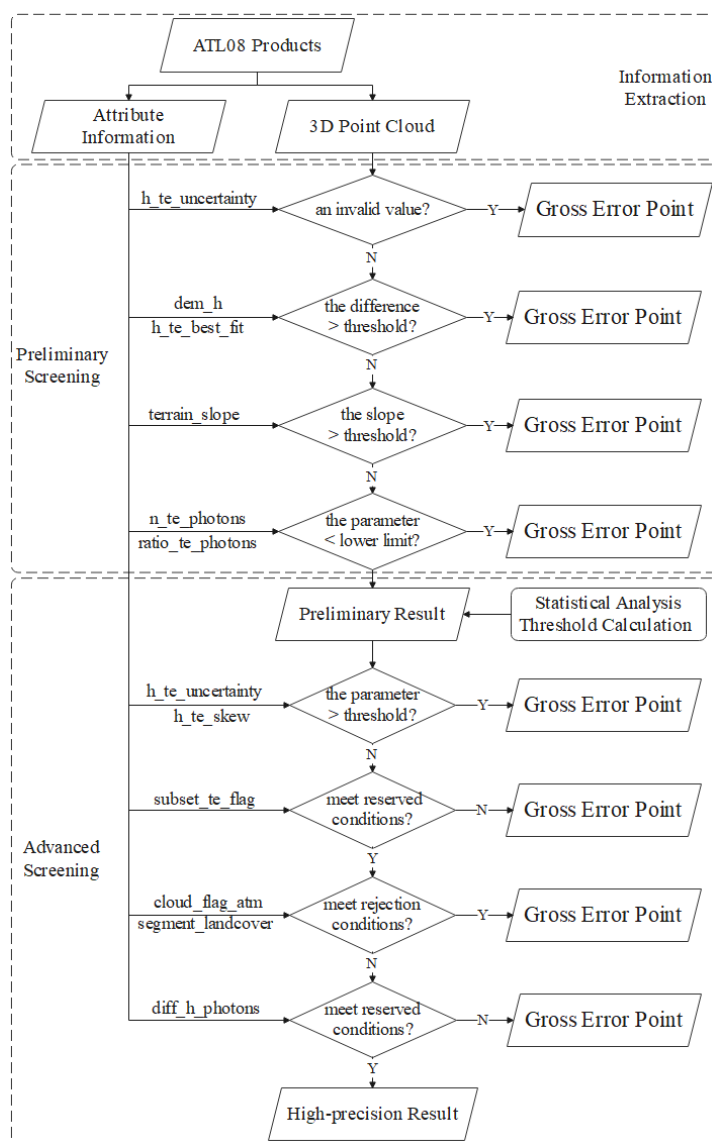 ATL08 Products
Information
Extraction
Attribute
Information
3D Point Cloud
h_te_uncertainty
an invalid value?
Y
Gross Error Point
N
dem_h
h_te_best_fit
the difference
> threshold?
Y
Gross Error Point
Preliminary
Screening
N
terrain_slope
the slope
> threshold?
Y
Gross Error Point
N
n_te_photons
ratio_te_photons
the parameter
< lower limit?
Y
Gross Error Point
Preliminary Result
Statistical Analysis
Threshold Calculation
h_te_uncertainty
h_te_skew
the parameter
> threshold?
Y
Gross Error Point
N
subset_te_flag
meet reserved
conditions?
N
Gross Error Point
Advanced
Screening
Y
cloud_flag_atm
segment_landcover
meet rejection
conditions?
Y
Gross Error Point
N
diff_h_photons
meet reserved
conditions?
N
Gross Error Point
Y
High-precision Result